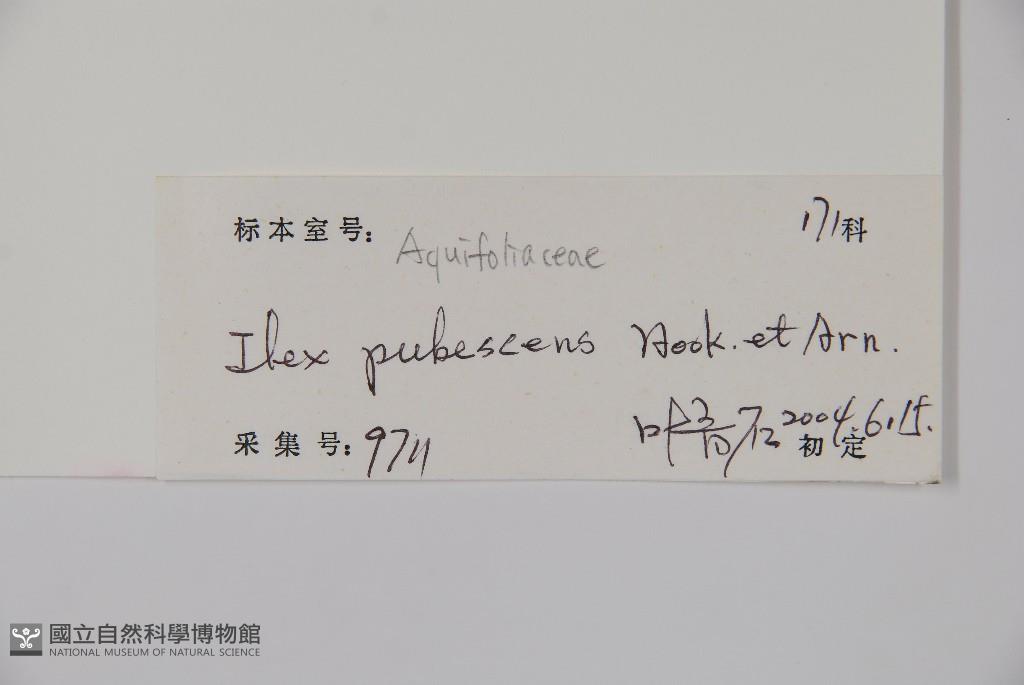 标本室号: 171科
Aquifoliaceae
Ilex pubescens Hook. et Arn.
2004.6.15.
采集号: 9711 初定
國立自然科學博物館
NATIONAL MUSEUM OF NATURAL SCIENCE